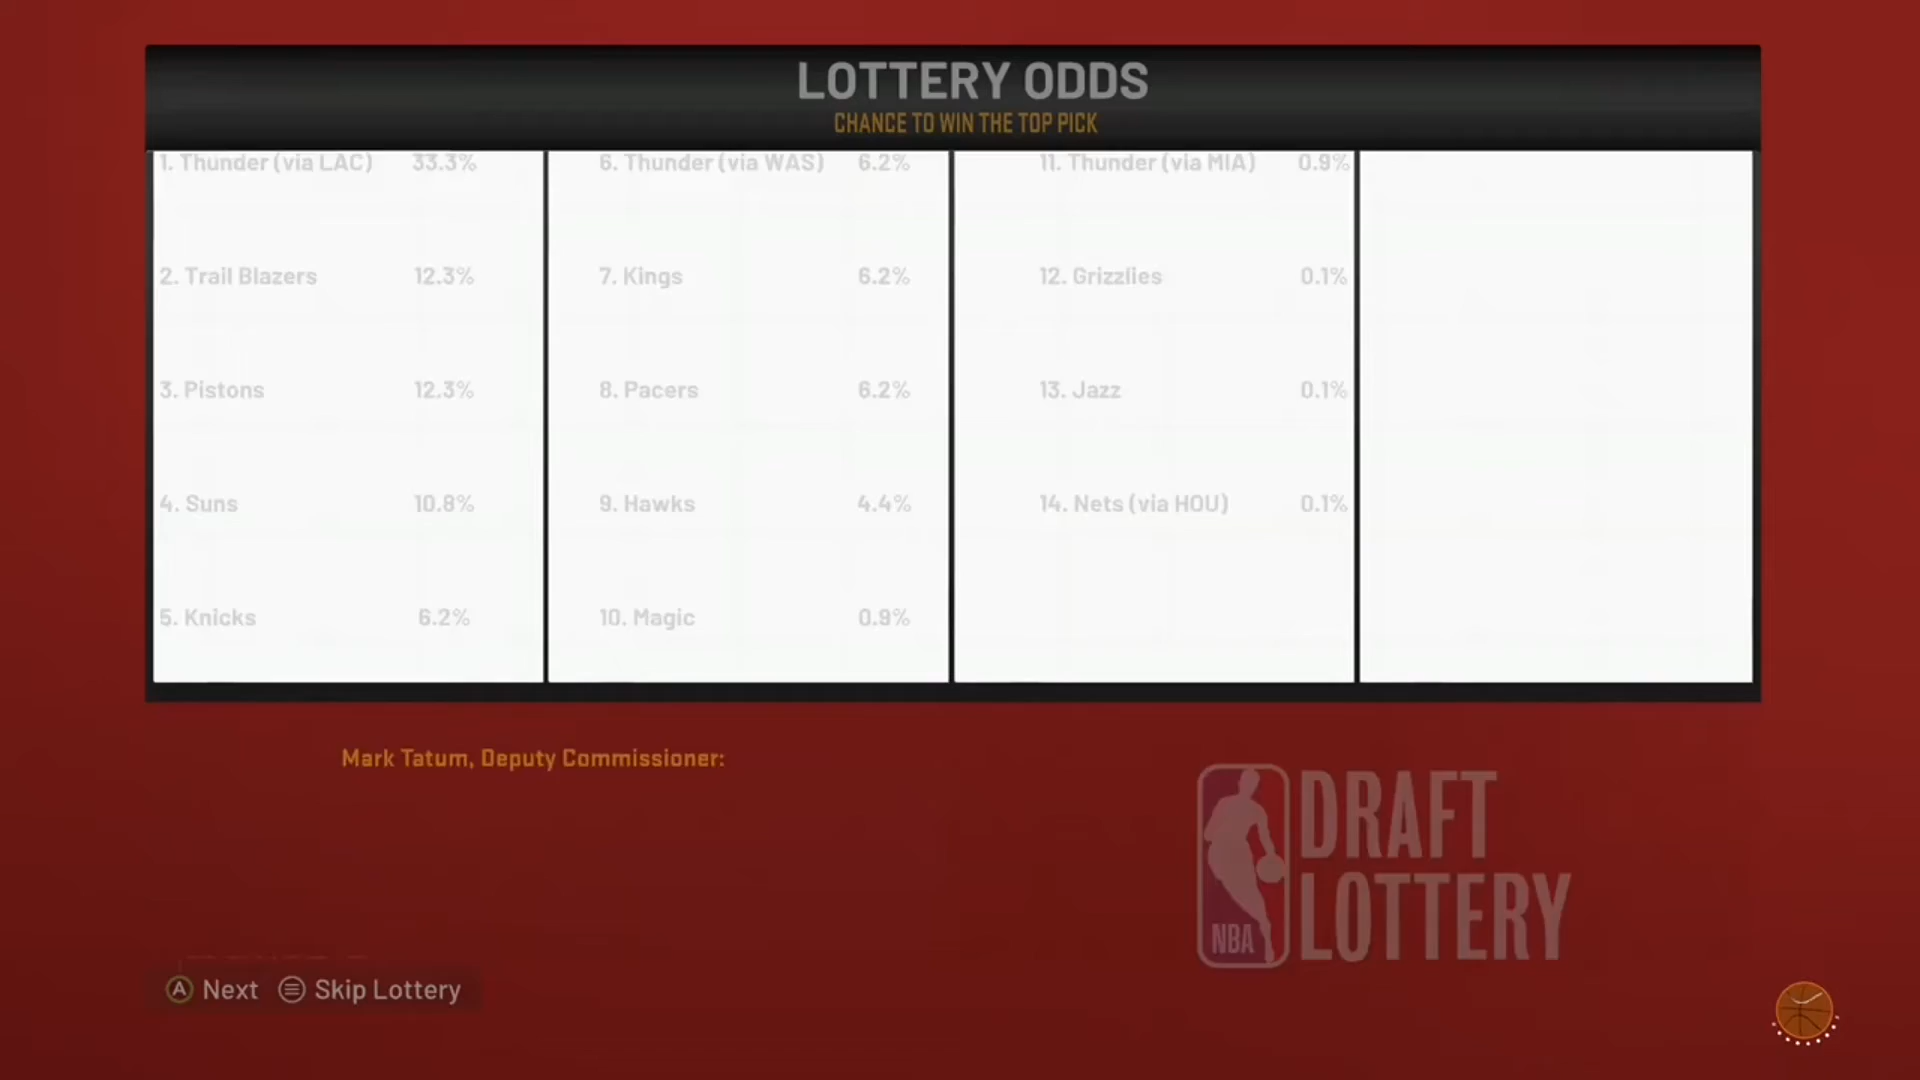 LOTTERY ODDS
CHANCE TO WIN THE TOP PICK
1. Thunder (via LAC) 33.3%
2. Trail Blazers 12.3%
3. Pistons 12.3%
4. Suns 10.8%
5. Knicks 6.2%
6. Thunder (via WAS) 6.2%
7. Kings 6.2%
8. Pacers 6.2%
9. Hawks 4.4%
10. Magic 0.9%
11. Thunder (via MIA) 0.9%
12. Grizzlies 0.1%
13. Jazz 0.1%
14. Nets (via HOU) 0.1%
Mark Tatum, Deputy Commissioner:
NBA
DRAFT
LOTTERY
A Next Skip Lottery